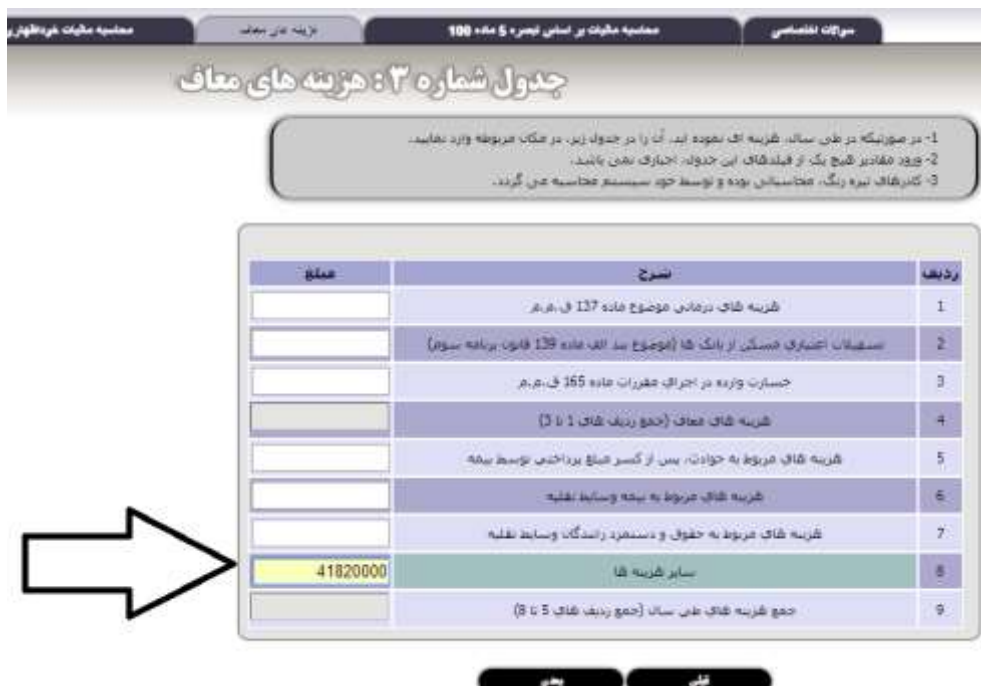 سوالات اختصاصی
محاسبه مالیات بر اساس تبصره 5 ماده 100
هزینه های معاف
محاسبه مالیات خوداظهاری
جدول شماره ۳ : هزینه های معاف
1- در صورتیکه در طی سال، هزینه ای نموده اید، آن را در جدول زیر، در مکان مربوطه وارد نمایید.
2- ورود مقادیر هیچ یک از فیلدهای این جدول، اجباری نمی باشد.
3- کادرهای تیره رنگ، محاسباتی بوده و توسط خود سیستم محاسبه می گردد.
ردیف شرح مبلغ
1 هزینه های درمانی موضوع ماده 137 ق.م.م
2 تسهیلات اعتباری مسکن از بانک ها (موضوع بند الف ماده 139 قانون برنامه سوم)
3 خسارت وارده در اجرای مقررات ماده 165 ق.م.م
4 هزینه های معاف (جمع ردیف های 1 تا 3)
5 هزینه های مربوط به حوادث، پس از کسر مبلغ پرداختی توسط بیمه
6 هزینه های مربوط به بیمه وسایط نقلیه
7 هزینه های مربوط به حقوق و دستمزد رانندگان وسایط نقلیه
8 سایر هزینه ها 41820000
9 جمع هزینه های طی سال (جمع ردیف های 5 تا 8)
قبلی
بعدی